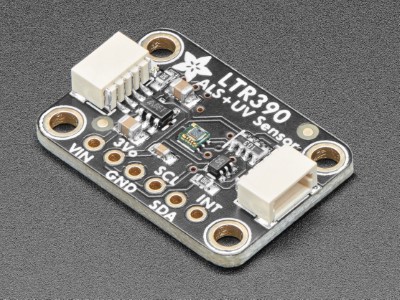 LTR390
ALS+UV Sensor
VIN
3Vo
GND
SCL
SDA
INT